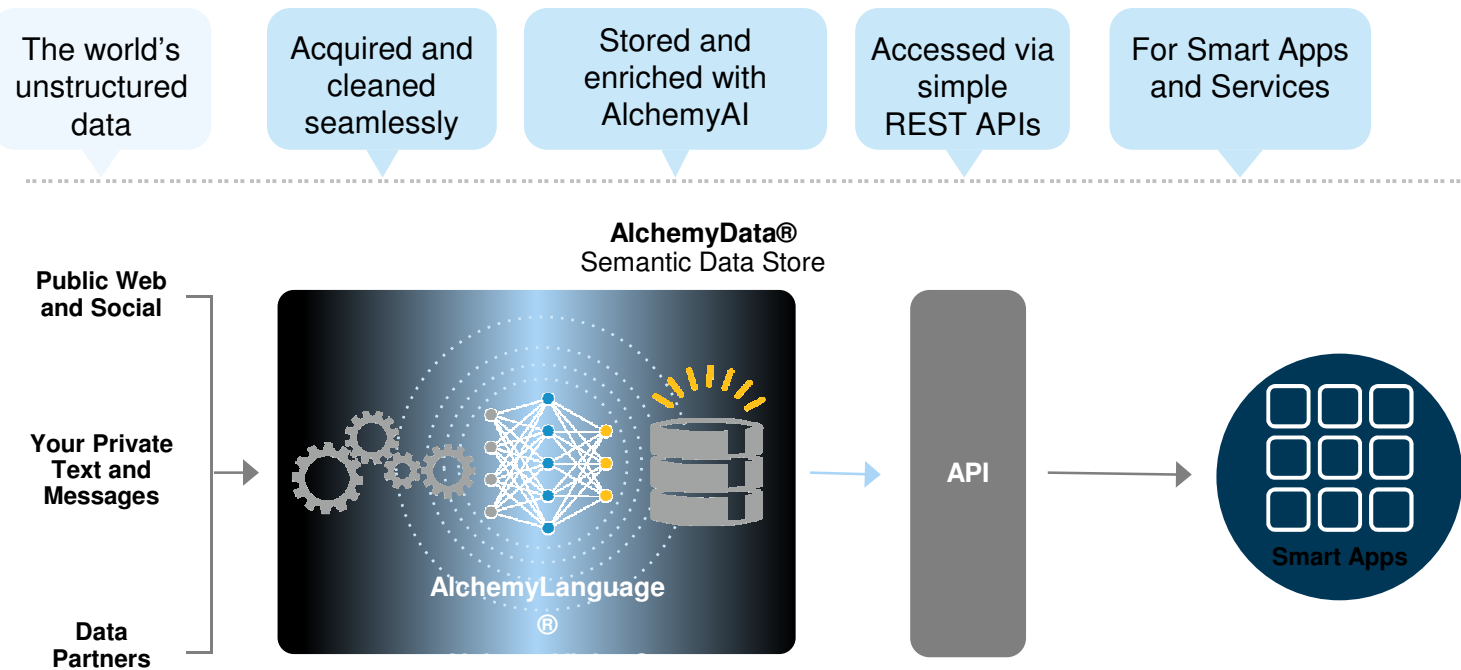 The world's
unstructured
data
Acquired and
cleaned
seamlessly
Stored and
enriched with
AlchemyAI
Accessed via
simple
REST APIs
For Smart Apps
and Services
AlchemyData®
Semantic Data Store
Public Web
and Social
Your Private
Text and
Messages
Data
Partners
AlchemyLanguage
®
API
Smart Apps